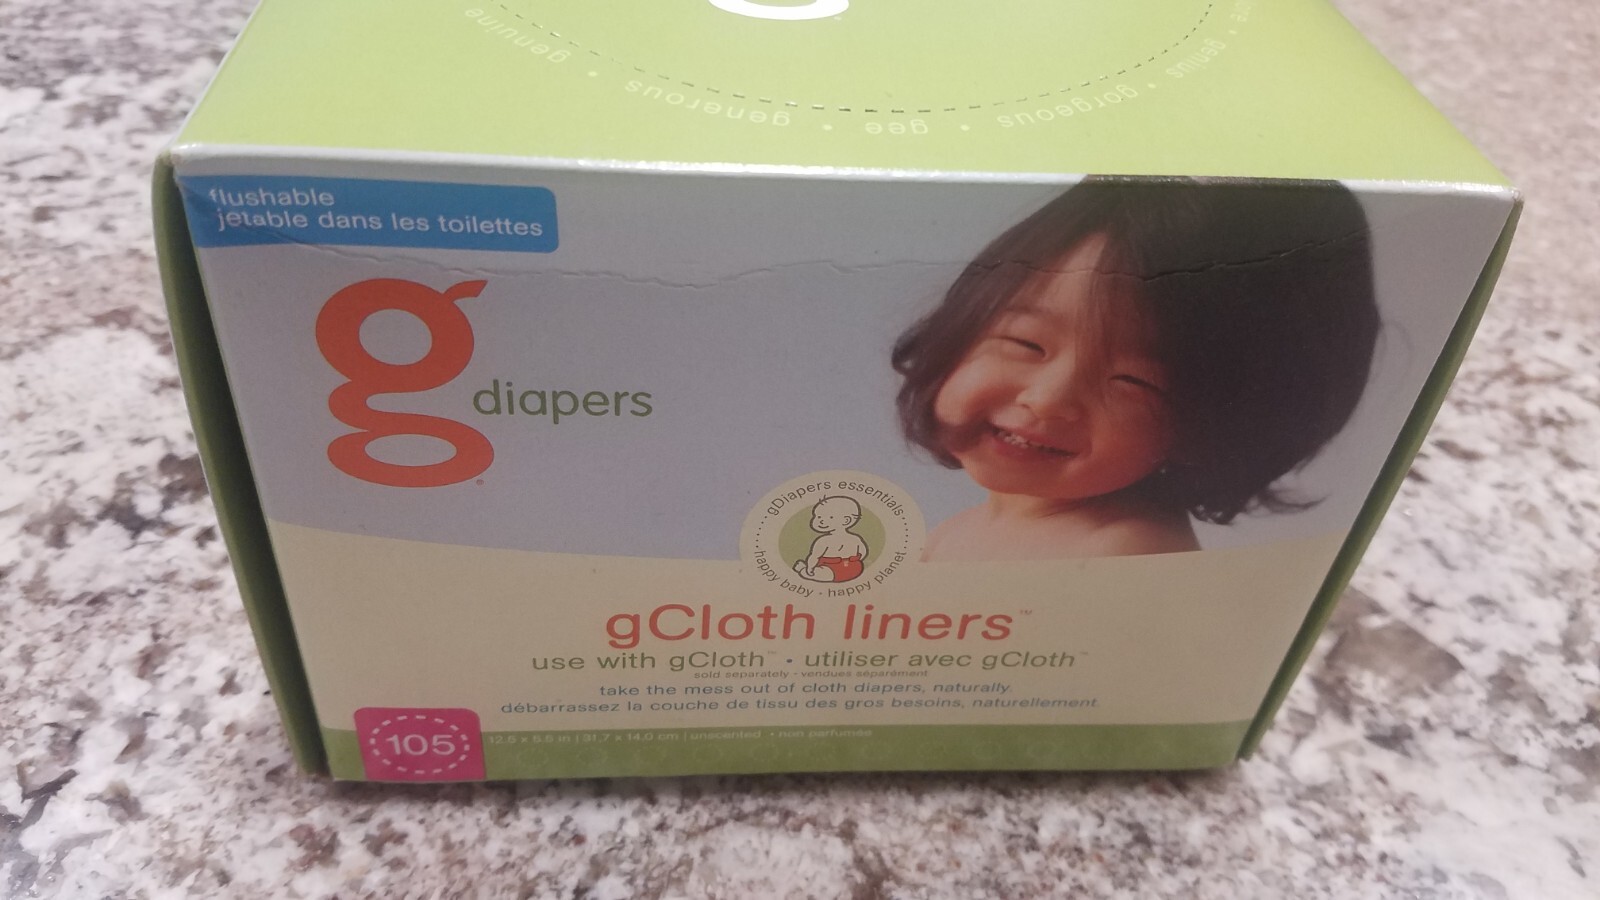 genuine • generous • gee • gorgeous • genius •
flushable
jetable dans les toilettes
g diapers
gDiapers essentials
happy baby • happy planet
gCloth liners™
use with gCloth™ • utiliser avec gCloth™
sold separately • vendues séparément
take the mess out of cloth diapers, naturally.
débarrassez la couche de tissu des gros besoins, naturellement.
105
12.5 x 5.5 in | 31,7 x 14,0 cm | unscented • non parfumée